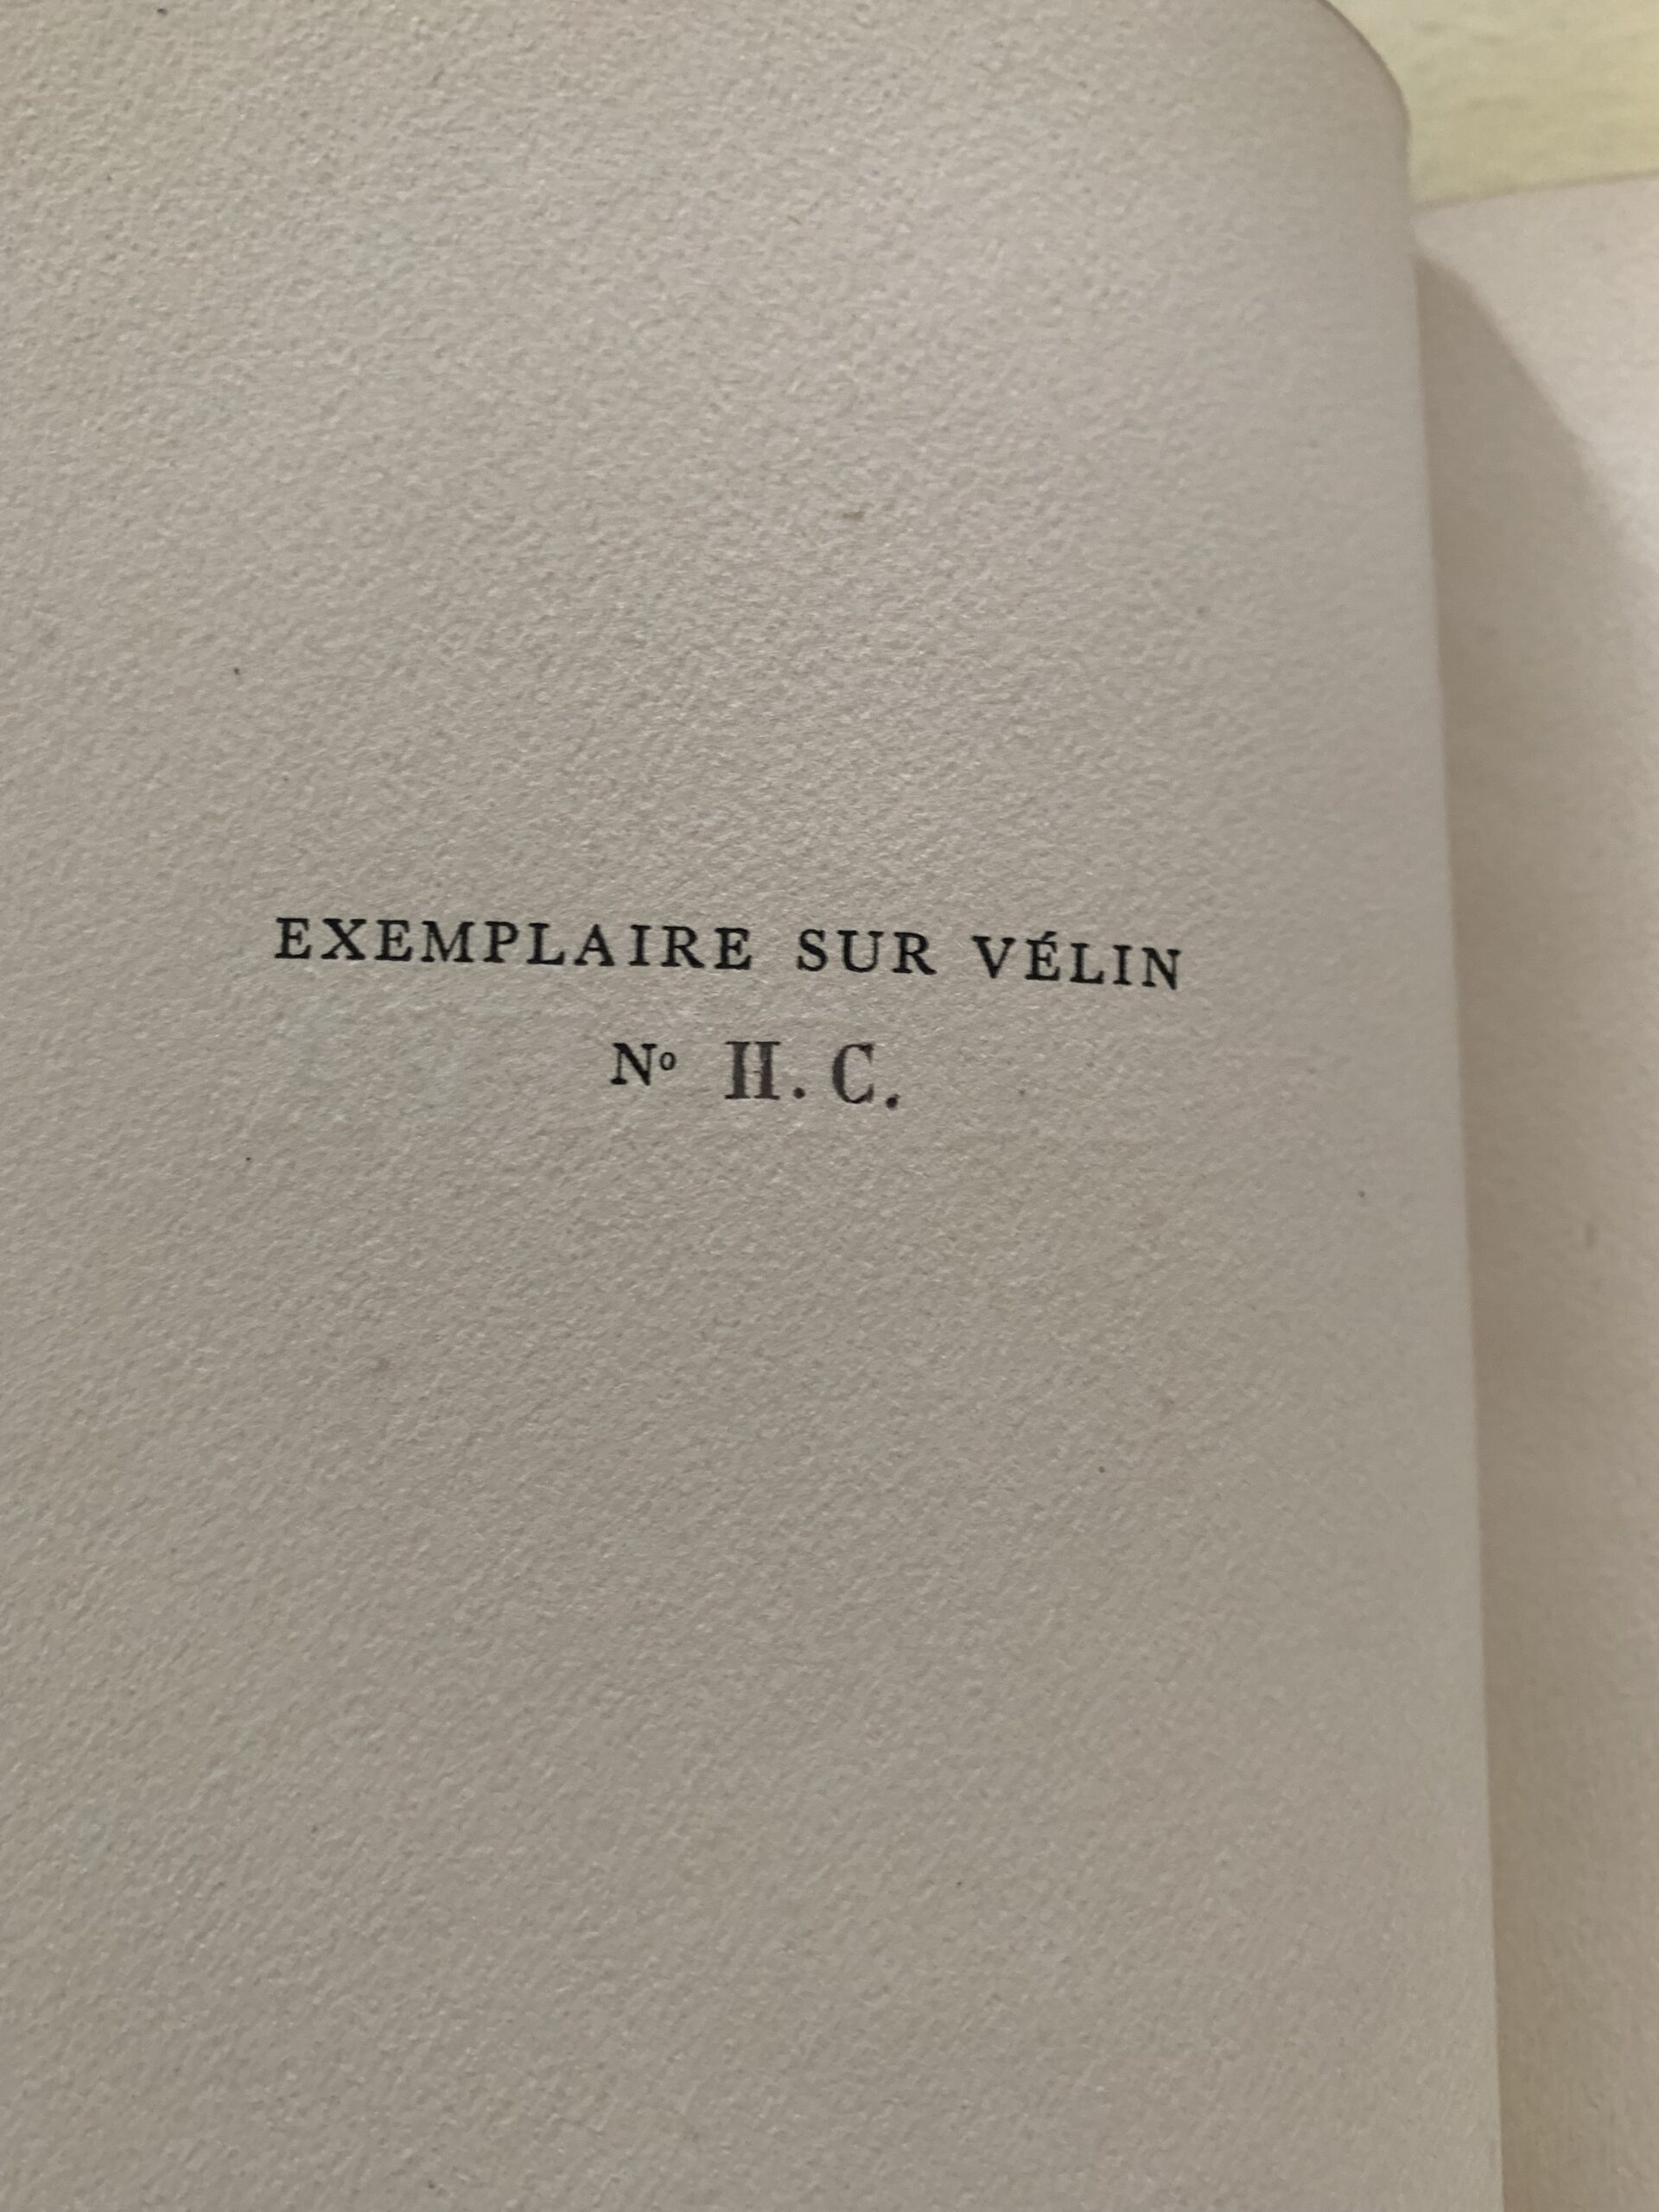 EXEMPLAIRE SUR VÉLIN
Nº H. C.